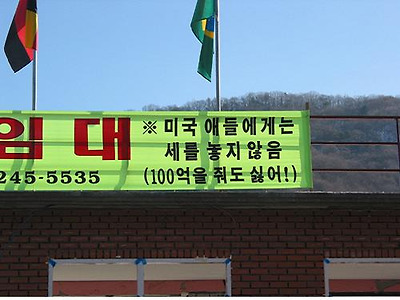 임대
245-5535
※ 미국 애들에게는
세를 놓지않음
(100억을 줘도 싫어!)